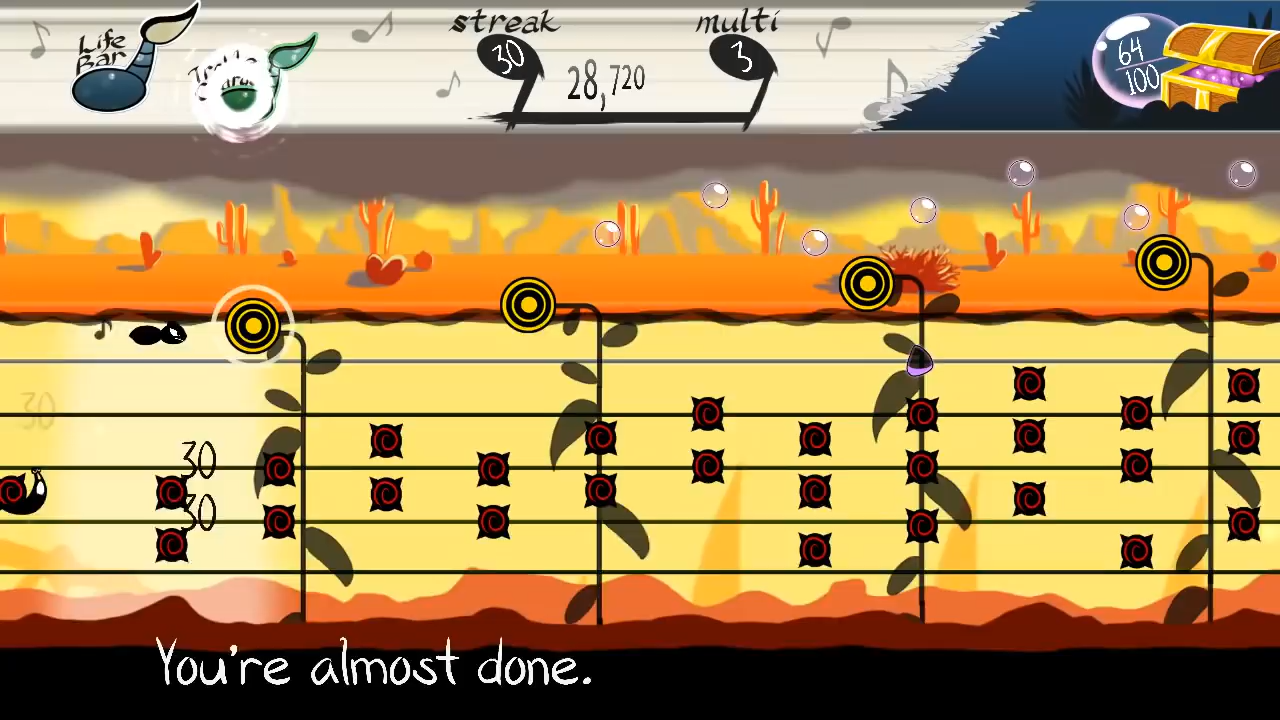 Life
Bar
streak
30
28,720
multi
3
64
100
30
30
30
You're almost done.